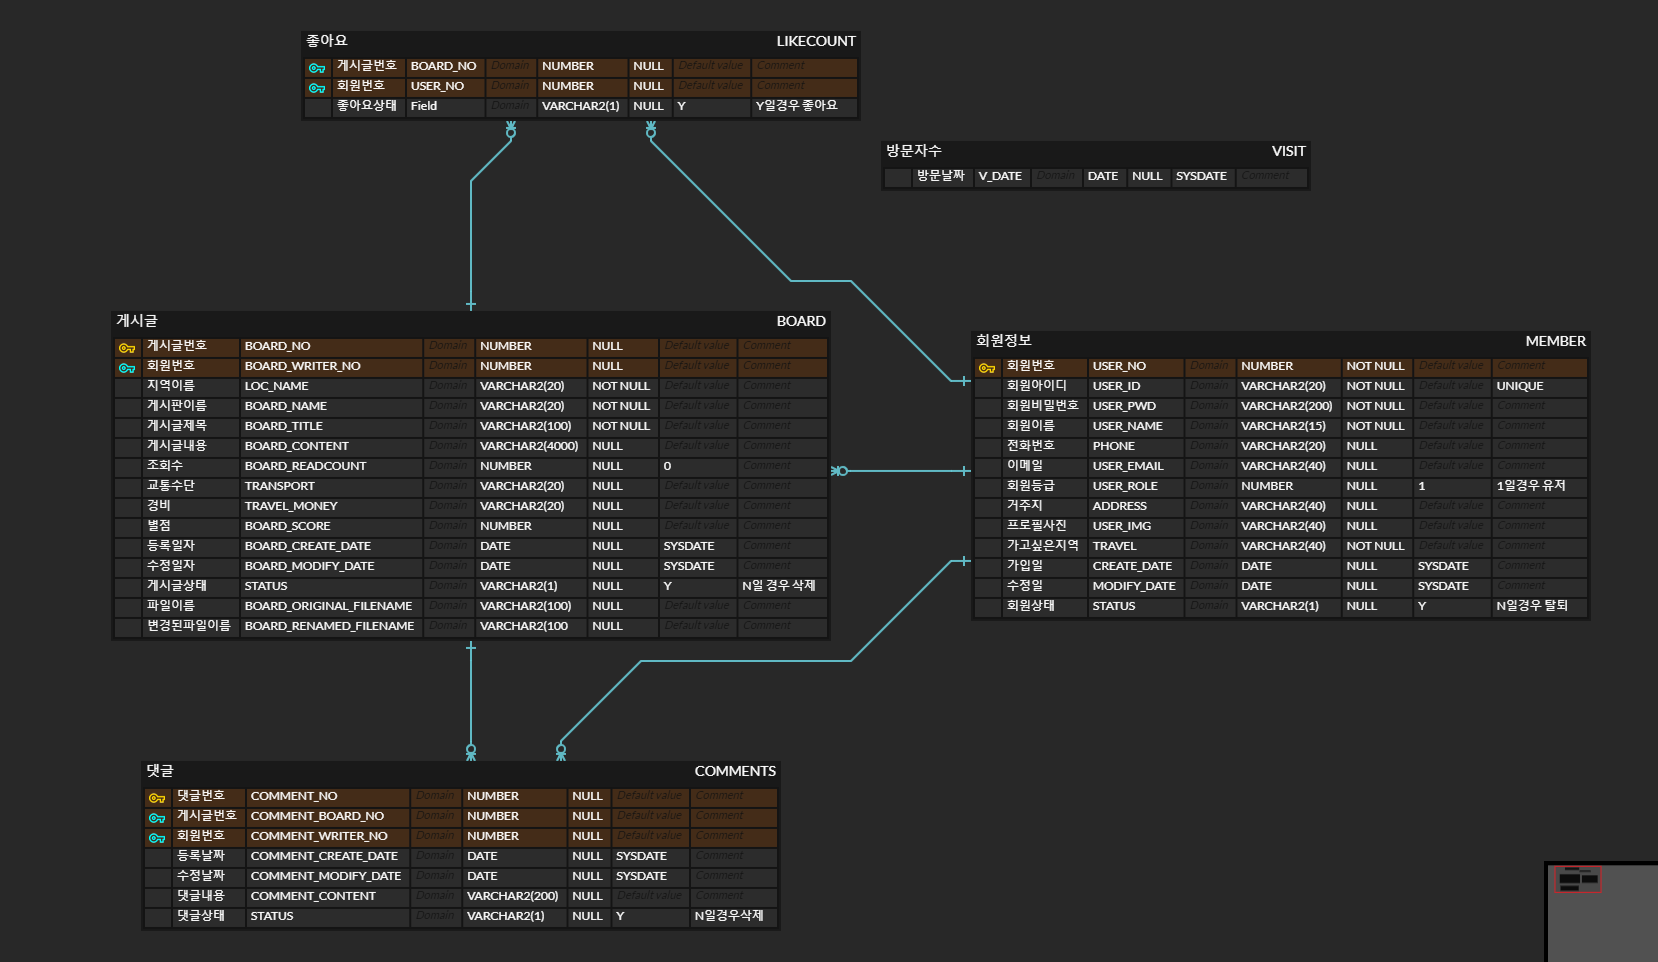 좋아요 LIKECOUNT
게시글번호 BOARD_NO Domain NUMBER NULL Default value Comment
회원번호 USER_NO Domain NUMBER NULL Default value Comment
좋아요상태 Field Domain VARCHAR2(1) NULL Y Y일경우 좋아요
방문자수 VISIT
방문날짜 V_DATE Domain DATE NULL SYSDATE Comment
게시글 BOARD
게시글번호 BOARD_NO Domain NUMBER NULL Default value Comment
회원번호 BOARD_WRITER_NO Domain NUMBER NULL Default value Comment
지역이름 LOC_NAME Domain VARCHAR2(20) NOT NULL Default value Comment
게시판이름 BOARD_NAME Domain VARCHAR2(20) NOT NULL Default value Comment
게시글제목 BOARD_TITLE Domain VARCHAR2(100) NOT NULL Default value Comment
게시글내용 BOARD_CONTENT Domain VARCHAR2(4000) NULL Default value Comment
조회수 BOARD_READCOUNT Domain NUMBER NULL 0 Comment
교통수단 TRANSPORT Domain VARCHAR2(20) NULL Default value Comment
경비 TRAVEL_MONEY Domain VARCHAR2(20) NULL Default value Comment
별점 BOARD_SCORE Domain NUMBER NULL Default value Comment
등록일자 BOARD_CREATE_DATE Domain DATE NULL SYSDATE Comment
수정일자 BOARD_MODIFY_DATE Domain DATE NULL SYSDATE Comment
게시글상태 STATUS Domain VARCHAR2(1) NULL Y N일 경우 삭제
파일이름 BOARD_ORIGINAL_FILENAME Domain VARCHAR2(100) NULL Default value Comment
변경된파일이름 BOARD_RENAMED_FILENAME Domain VARCHAR2(100 NULL Default value Comment
회원정보 MEMBER
회원번호 USER_NO Domain NUMBER NOT NULL Default value Comment
회원아이디 USER_ID Domain VARCHAR2(20) NOT NULL Default value UNIQUE
회원비밀번호 USER_PWD Domain VARCHAR2(200) NOT NULL Default value Comment
회원이름 USER_NAME Domain VARCHAR2(15) NOT NULL Default value Comment
전화번호 PHONE Domain VARCHAR2(20) NULL Default value Comment
이메일 USER_EMAIL Domain VARCHAR2(40) NULL Default value Comment
회원등급 USER_ROLE Domain NUMBER NULL 1 1일경우 유저
거주지 ADDRESS Domain VARCHAR2(40) NULL Default value Comment
프로필사진 USER_IMG Domain VARCHAR2(40) NULL Default value Comment
가고싶은지역 TRAVEL Domain VARCHAR2(40) NOT NULL Default value Comment
가입일 CREATE_DATE Domain DATE NULL SYSDATE Comment
수정일 MODIFY_DATE Domain DATE NULL SYSDATE Comment
회원상태 STATUS Domain VARCHAR2(1) NULL Y N일경우 탈퇴
댓글 COMMENTS
댓글번호 COMMENT_NO Domain NUMBER NULL Default value Comment
게시글번호 COMMENT_BOARD_NO Domain NUMBER NULL Default value Comment
회원번호 COMMENT_WRITER_NO Domain NUMBER NULL Default value Comment
등록날짜 COMMENT_CREATE_DATE Domain DATE NULL SYSDATE Comment
수정날짜 COMMENT_MODIFY_DATE Domain DATE NULL SYSDATE Comment
댓글내용 COMMENT_CONTENT Domain VARCHAR2(200) NULL Default value Comment
댓글상태 STATUS Domain VARCHAR2(1) NULL Y N일경우삭제